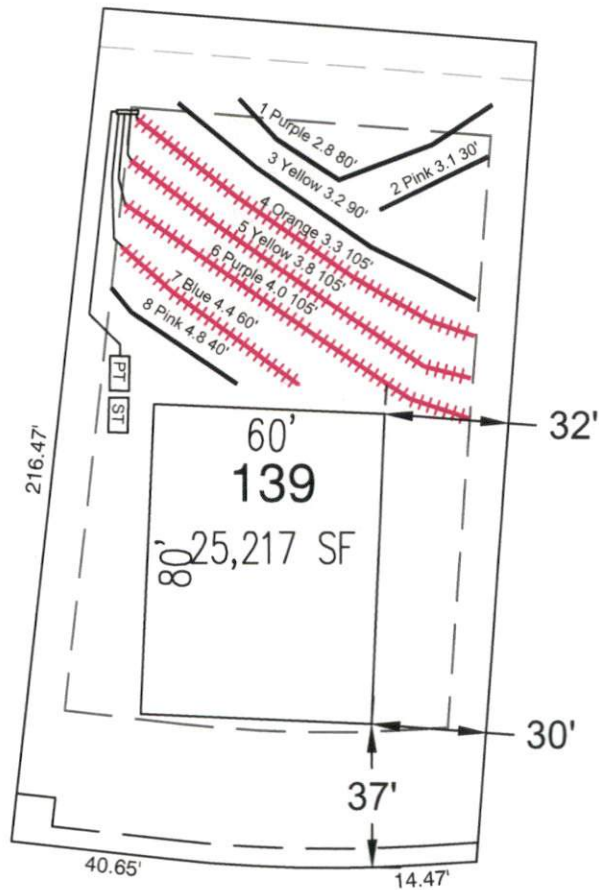 1 Purple 2.8 80'
2 Pink 3.1 30'
3 Yellow 3.2 90'
4 Orange 3.3 105'
5 Yellow 3.8 105'
6 Purple 4.0 105'
7 Blue 4.4 60'
8 Pink 4.8 40'
PT
ST
32'
60'
139
25,217 SF
80'
216.47'
30'
37'
40.65'
14.47'